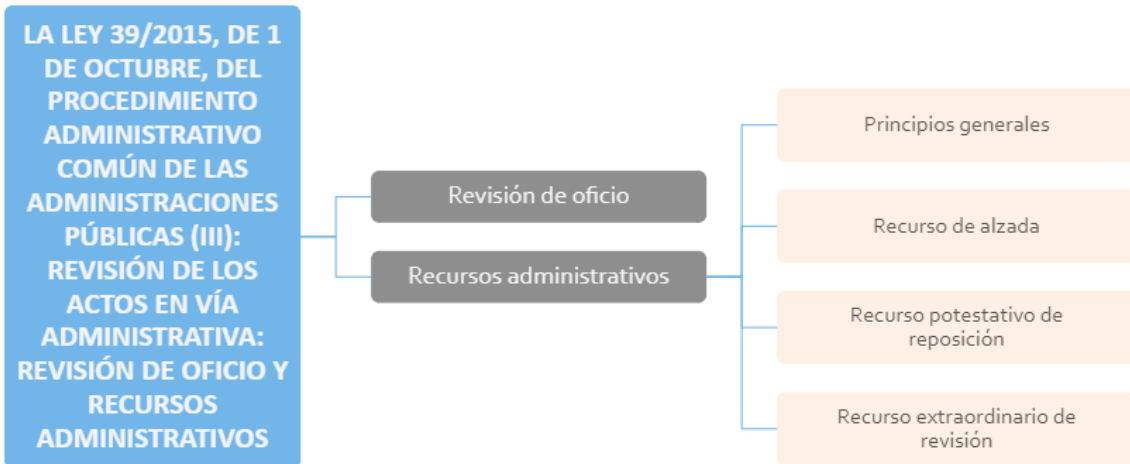 LA LEY 39/2015, DE 1
DE OCTUBRE, DEL
PROCEDIMIENTO
ADMINISTRATIVO
COMÚN DE LAS
ADMINISTRACIONES
PÚBLICAS (III):
REVISIÓN DE LOS
ACTOS EN VÍA
ADMINISTRATIVA:
REVISIÓN DE OFICIO Y
RECURSOS
ADMINISTRATIVOS
Revisión de oficio
Recursos administrativos
Principios generales
Recurso de alzada
Recurso potestativo de
reposición
Recurso extraordinario de
revisión